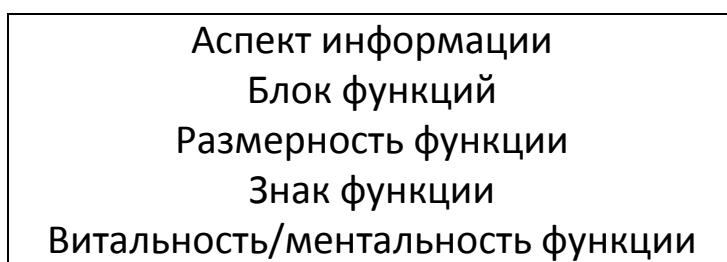 Аспект информации
Блок функций
Размерность функции
Знак функции
Витальность/ментальность функции